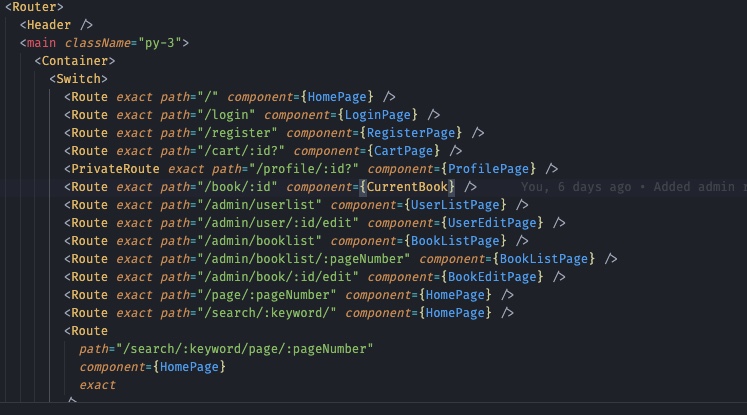 <Router>
<Header />
<main className="py-3">
<Container>
<Switch>
<Route exact path="/" component={HomePage} />
<Route exact path="/login" component={LoginPage} />
<Route exact path="/register" component={RegisterPage} />
<Route exact path="/cart/:id?" component={CartPage} />
<PrivateRoute exact path="/profile/:id?" component={ProfilePage} />
<Route exact path="/book/:id" component={CurrentBook} /> You, 6 days ago • Added admin
<Route exact path="/admin/userlist" component={UserListPage} />
<Route exact path="/admin/user/:id/edit" component={UserEditPage} />
<Route exact path="/admin/booklist" component={BookListPage} />
<Route exact path="/admin/booklist/:pageNumber" component={BookListPage} />
<Route exact path="/admin/book/:id/edit" component={BookEditPage} />
<Route exact path="/page/:pageNumber" component={HomePage} />
<Route exact path="/search/:keyword/" component={HomePage} />
<Route
path="/search/:keyword/page/:pageNumber"
component={HomePage}
exact
/>